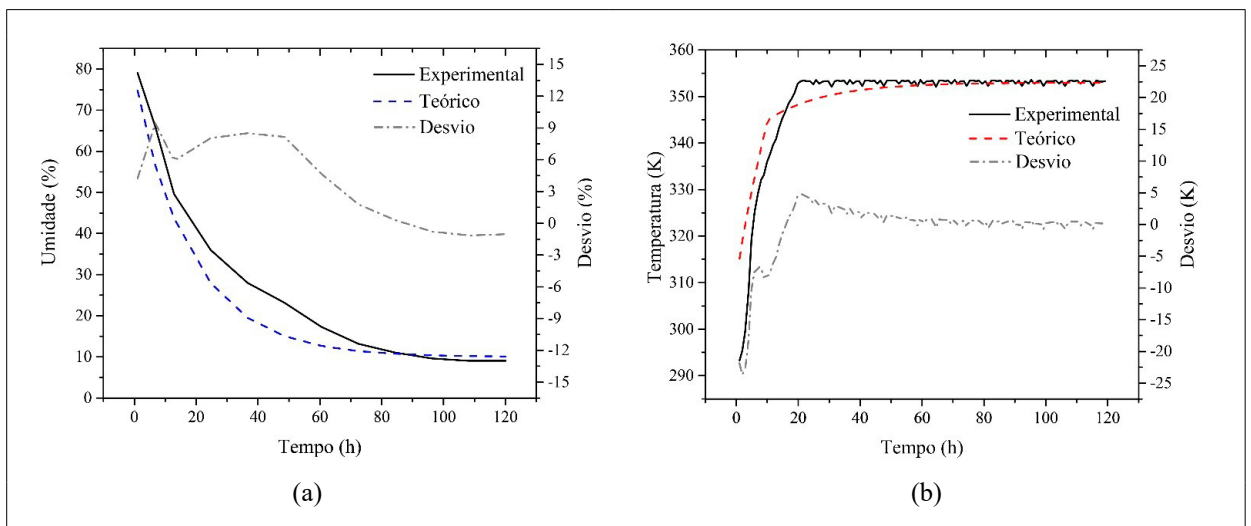 80
70
60
50
40
30
20
10
0
Umidade (%)
Experimental
Teórico
Desvio
15
12
9
6
3
0
-3
-6
-9
-12
-15
Desvio (%)
0 20 40 60 80 100 120
Tempo (h)
(a)
360
350
340
330
320
310
300
290
Temperatura (K)
Experimental
Teórico
Desvio
25
20
15
10
5
0
-5
-10
-15
-20
-25
Desvio (K)
0 20 40 60 80 100 120
Tempo (h)
(b)